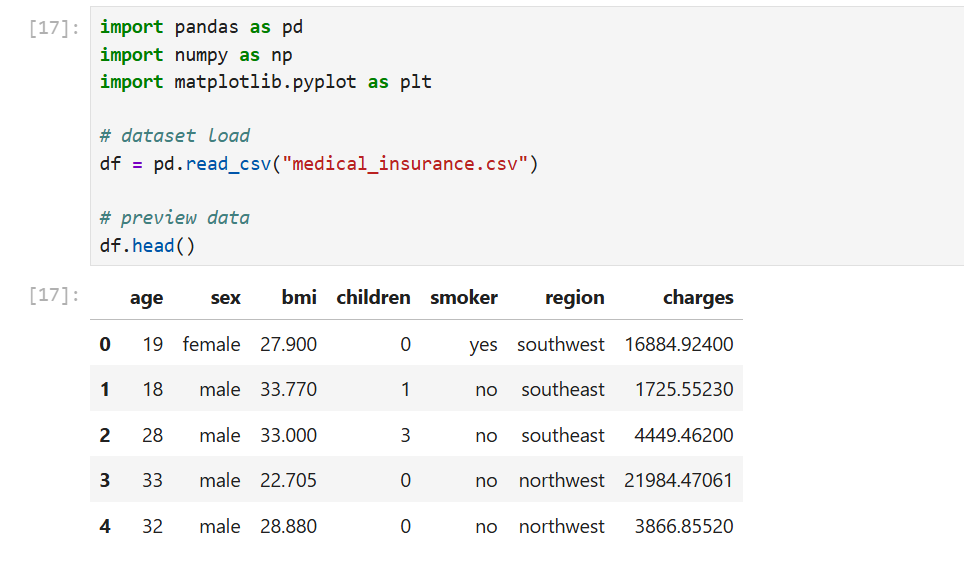 [17]: import pandas as pd
import numpy as np
import matplotlib.pyplot as plt
# dataset load
df = pd.read_csv("medical_insurance.csv")
# preview data
df.head()
[17]: age sex bmi children smoker region charges
0 19 female 27.900 0 yes southwest 16884.92400
1 18 male 33.770 1 no southeast 1725.55230
2 28 male 33.000 3 no southeast 4449.46200
3 33 male 22.705 0 no northwest 21984.47061
4 32 male 28.880 0 no northwest 3866.85520